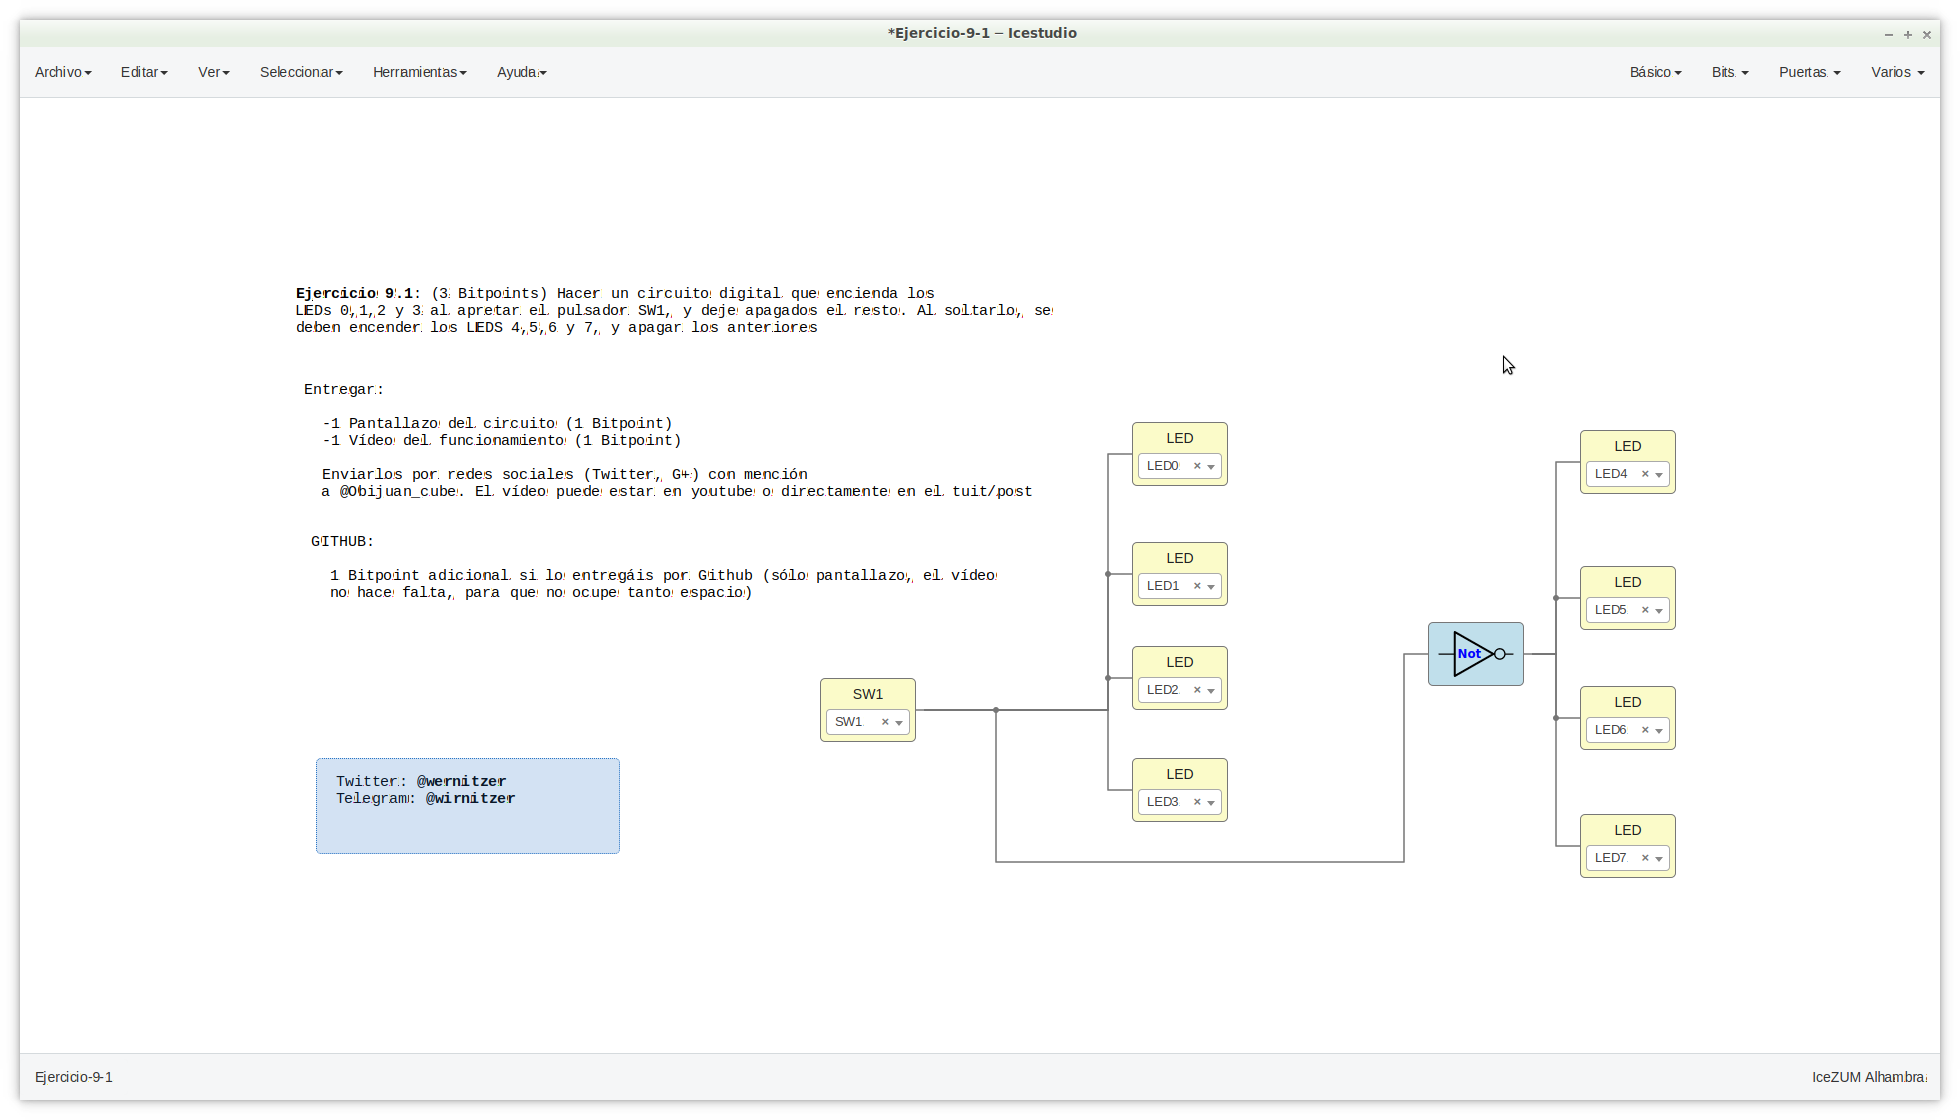 *Ejercicio-9-1 – Icestudio
Archivo Editar Ver Seleccionar Herramientas Ayuda Básico Bits Puertas Varios
Ejercicio 9.1: (3 Bitpoints) Hacer un circuito digital que encienda los
LEDs 0,1,2 y 3 al apretar el pulsador SW1, y deje apagados el resto. Al soltarlo, se
deben encender los LEDS 4,5,6 y 7, y apagar los anteriores
Entregar:
-1 Pantallazo del circuito (1 Bitpoint)
-1 Vídeo del funcionamiento (1 Bitpoint)
Enviarlos por redes sociales (Twitter, G+) con mención
a @Obijuan_cube. El vídeo puede estar en youtube o directamente en el tuit/post
GITHUB:
1 Bitpoint adicional si lo entregáis por Github (sólo pantallazo, el vídeo
no hace falta, para que no ocupe tanto espacio)
Twitter: @wernitzer
Telegram: @wirnitzer
SW1
SW1
LED
LED0
LED
LED1
LED
LED2
LED
LED3
Not
LED
LED4
LED
LED5
LED
LED6
LED
LED7
Ejercicio-9-1
IceZUM Alhambra